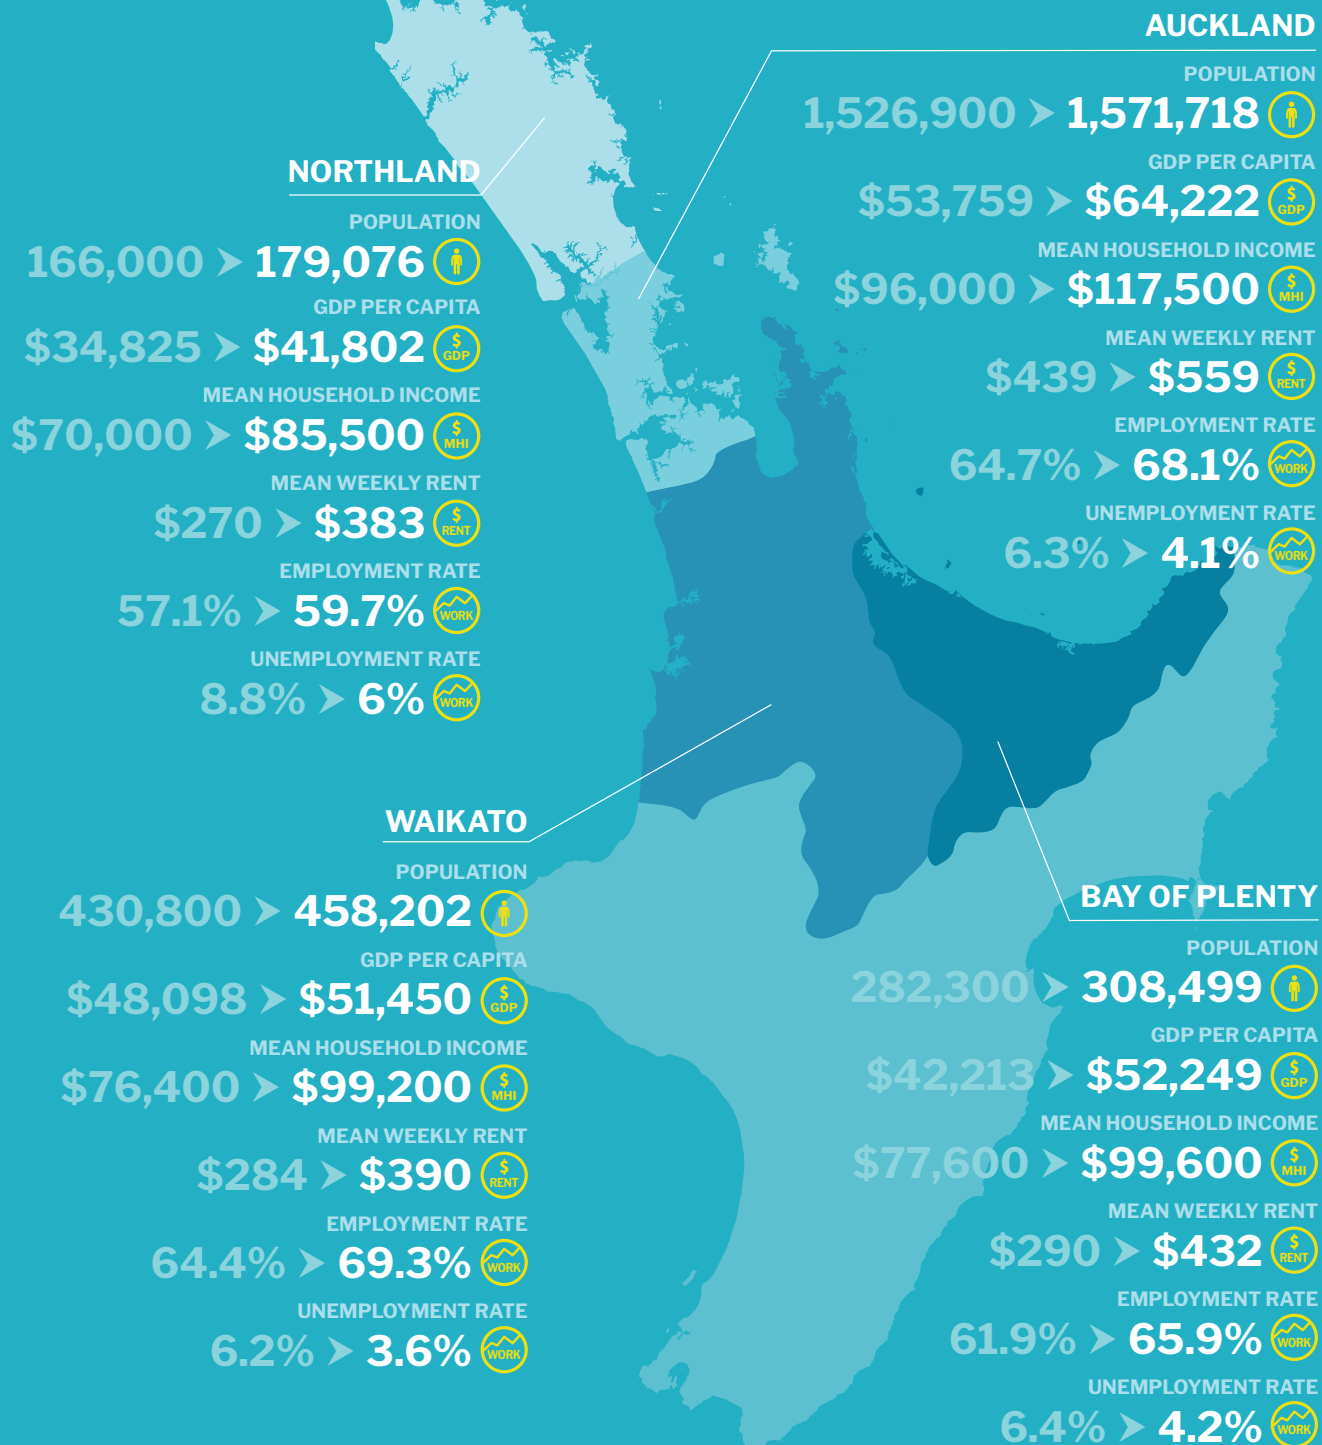 AUCKLAND
POPULATION
1,526,900 ➤ 1,571,718
GDP PER CAPITA
$53,759 ➤ $64,222 $ GDP
MEAN HOUSEHOLD INCOME
$96,000 ➤ $117,500 $ MHI
MEAN WEEKLY RENT
$439 ➤ $559 $ RENT
EMPLOYMENT RATE
64.7% ➤ 68.1% WORK
UNEMPLOYMENT RATE
6.3% ➤ 4.1% WORK
NORTHLAND
POPULATION
166,000 ➤ 179,076
GDP PER CAPITA
$34,825 ➤ $41,802 $ GDP
MEAN HOUSEHOLD INCOME
$70,000 ➤ $85,500 $ MHI
MEAN WEEKLY RENT
$270 ➤ $383 $ RENT
EMPLOYMENT RATE
57.1% ➤ 59.7% WORK
UNEMPLOYMENT RATE
8.8% ➤ 6% WORK
WAIKATO
POPULATION
430,800 ➤ 458,202
GDP PER CAPITA
$48,098 ➤ $51,450 $ GDP
MEAN HOUSEHOLD INCOME
$76,400 ➤ $99,200 $ MHI
MEAN WEEKLY RENT
$284 ➤ $390 $ RENT
EMPLOYMENT RATE
64.4% ➤ 69.3% WORK
UNEMPLOYMENT RATE
6.2% ➤ 3.6% WORK
BAY OF PLENTY
POPULATION
282,300 ➤ 308,499
GDP PER CAPITA
$42,213 ➤ $52,249 $ GDP
MEAN HOUSEHOLD INCOME
$77,600 ➤ $99,600 $ MHI
MEAN WEEKLY RENT
$290 ➤ $432 $ RENT
EMPLOYMENT RATE
61.9% ➤ 65.9% WORK
UNEMPLOYMENT RATE
6.4% ➤ 4.2% WORK